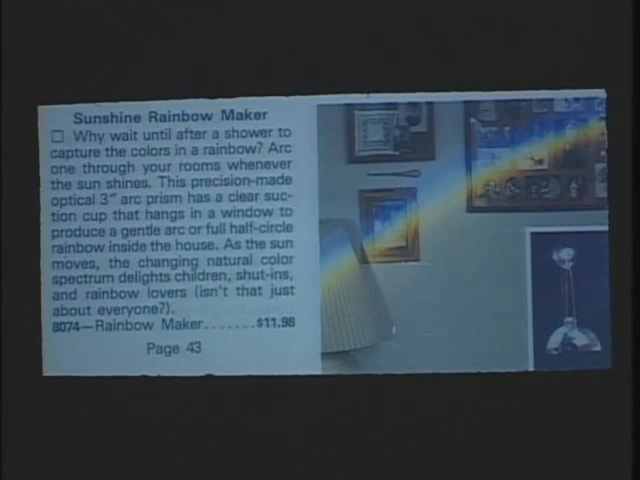 Sunshine Rainbow Maker
☐ Why wait until after a shower to
capture the colors in a rainbow? Arc
one through your rooms whenever
the sun shines. This precision-made
optical 3" arc prism has a clear suc-
tion cup that hangs in a window to
produce a gentle arc or full half-circle
rainbow inside the house. As the sun
moves, the changing natural color
spectrum delights children, shut-ins,
and rainbow lovers (isn't that just
about everyone?).
8074—Rainbow Maker.......$11.98
Page 43